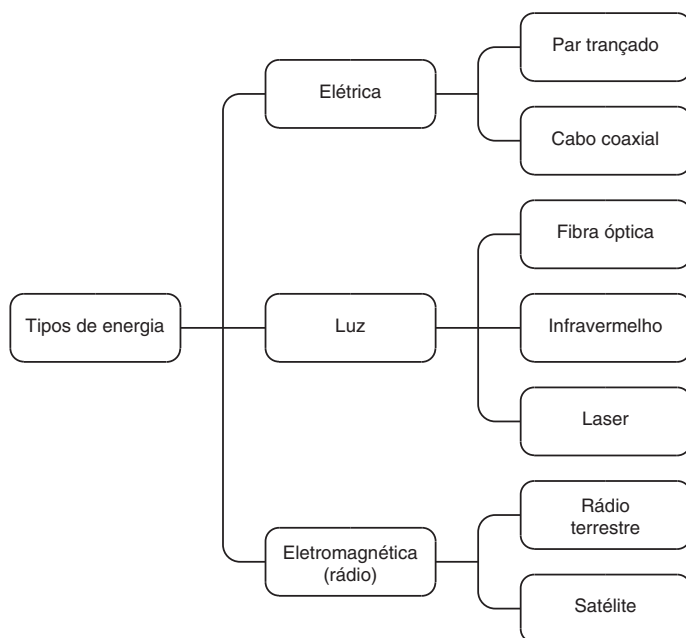 Tipos de energia
Elétrica
Par trançado
Cabo coaxial
Luz
Fibra óptica
Infravermelho
Laser
Eletromagnética
(rádio)
Rádio
terrestre
Satélite